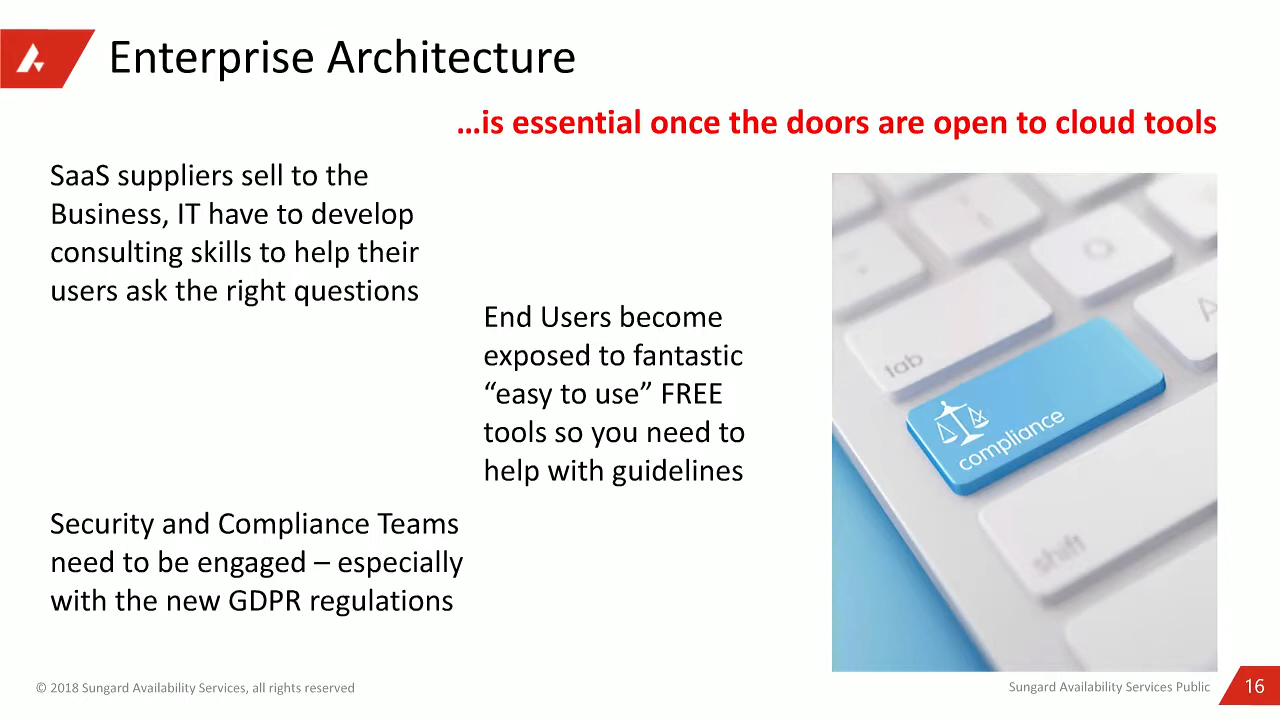 Enterprise Architecture
…is essential once the doors are open to cloud tools
SaaS suppliers sell to the
Business, IT have to develop
consulting skills to help their
users ask the right questions
End Users become
exposed to fantastic
“easy to use” FREE
tools so you need to
help with guidelines
Security and Compliance Teams
need to be engaged – especially
with the new GDPR regulations
tab
A
compliance
shift
© 2018 Sungard Availability Services, all rights reserved
Sungard Availability Services Public
16